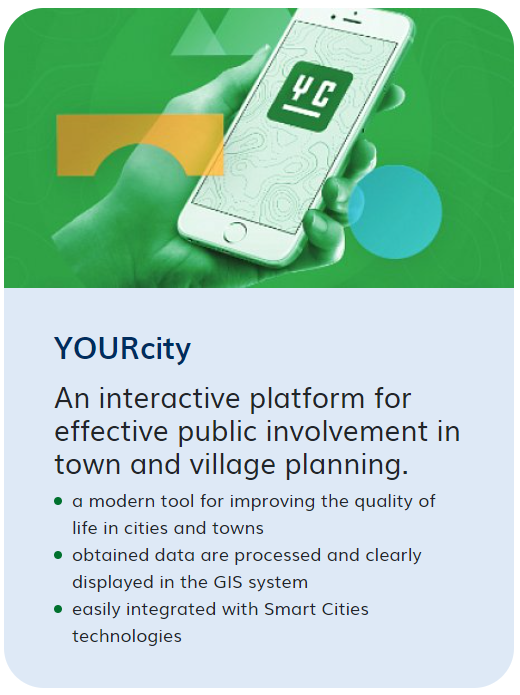 YC
YOURcity
An interactive platform for
effective public involvement in
town and village planning.
a modern tool for improving the quality of
life in cities and towns
obtained data are processed and clearly
displayed in the GIS system
easily integrated with Smart Cities
technologies